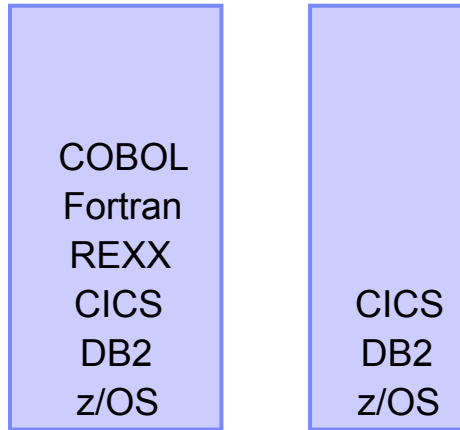 COBOL
Fortran
REXX
CICS
DB2
z/OS
CICS
DB2
z/OS